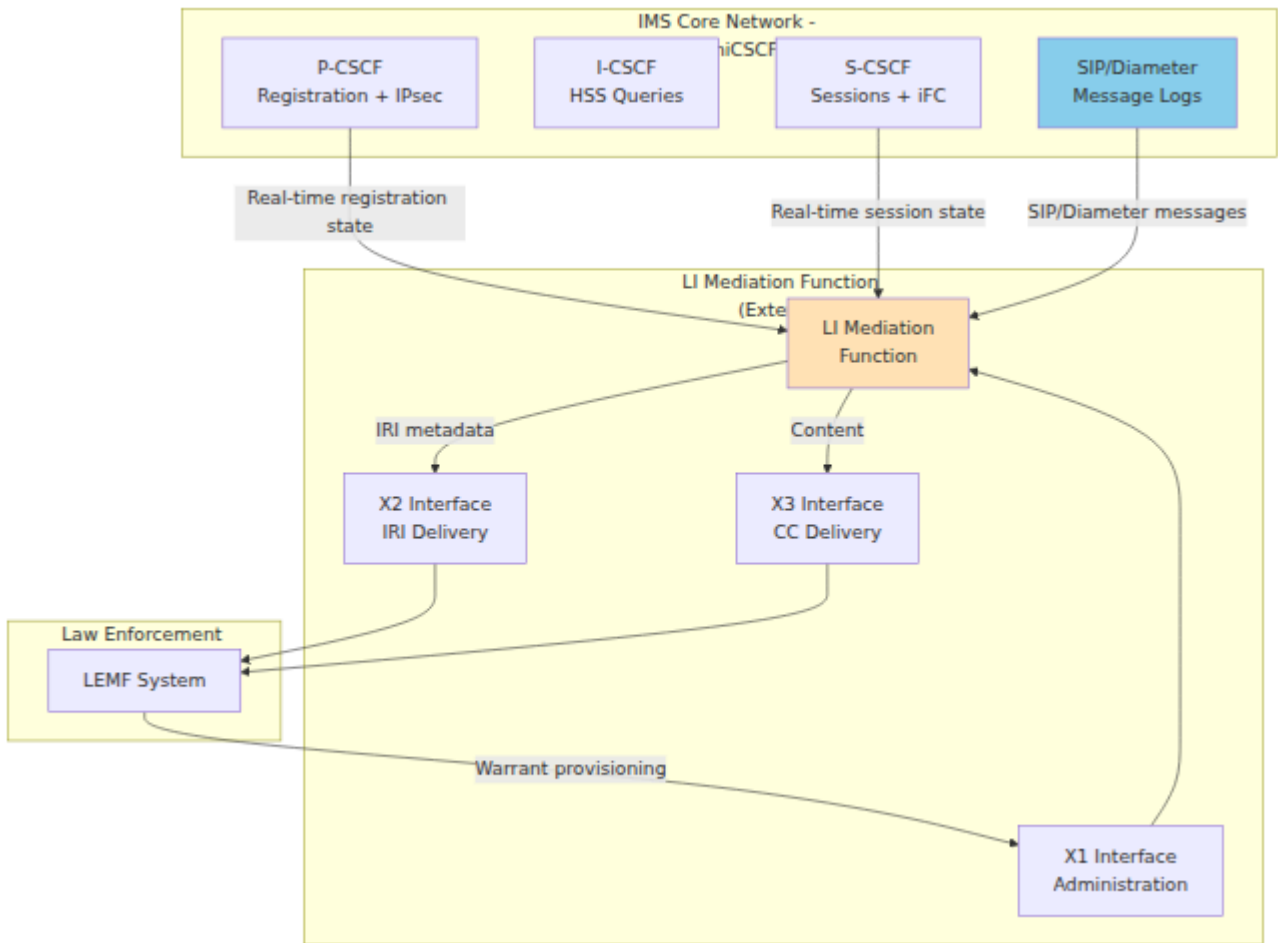 IMS Core Network -
P-CSCF
Registration + IPsec
I-CSCF
HSS Queries
S-CSCF
Sessions + iFC
SIP/Diameter
Message Logs
Real-time registration
state
Real-time session state
SIP/Diameter messages
LI Mediation Function
LI Mediation
Function
IRI metadata
Content
X2 Interface
IRI Delivery
X3 Interface
CC Delivery
Law Enforcement
LEMF System
Warrant provisioning
X1 Interface
Administration